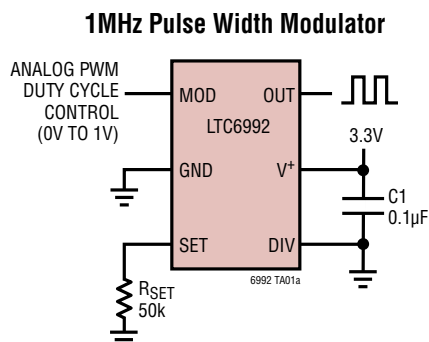 1MHz Pulse Width Modulator
ANALOG PWM
DUTY CYCLE
CONTROL
(0V TO 1V)
MOD
OUT
LTC6992
3.3V
GND
V+
C1
0.1µF
SET
DIV
RSET
50k
6992 TA01a